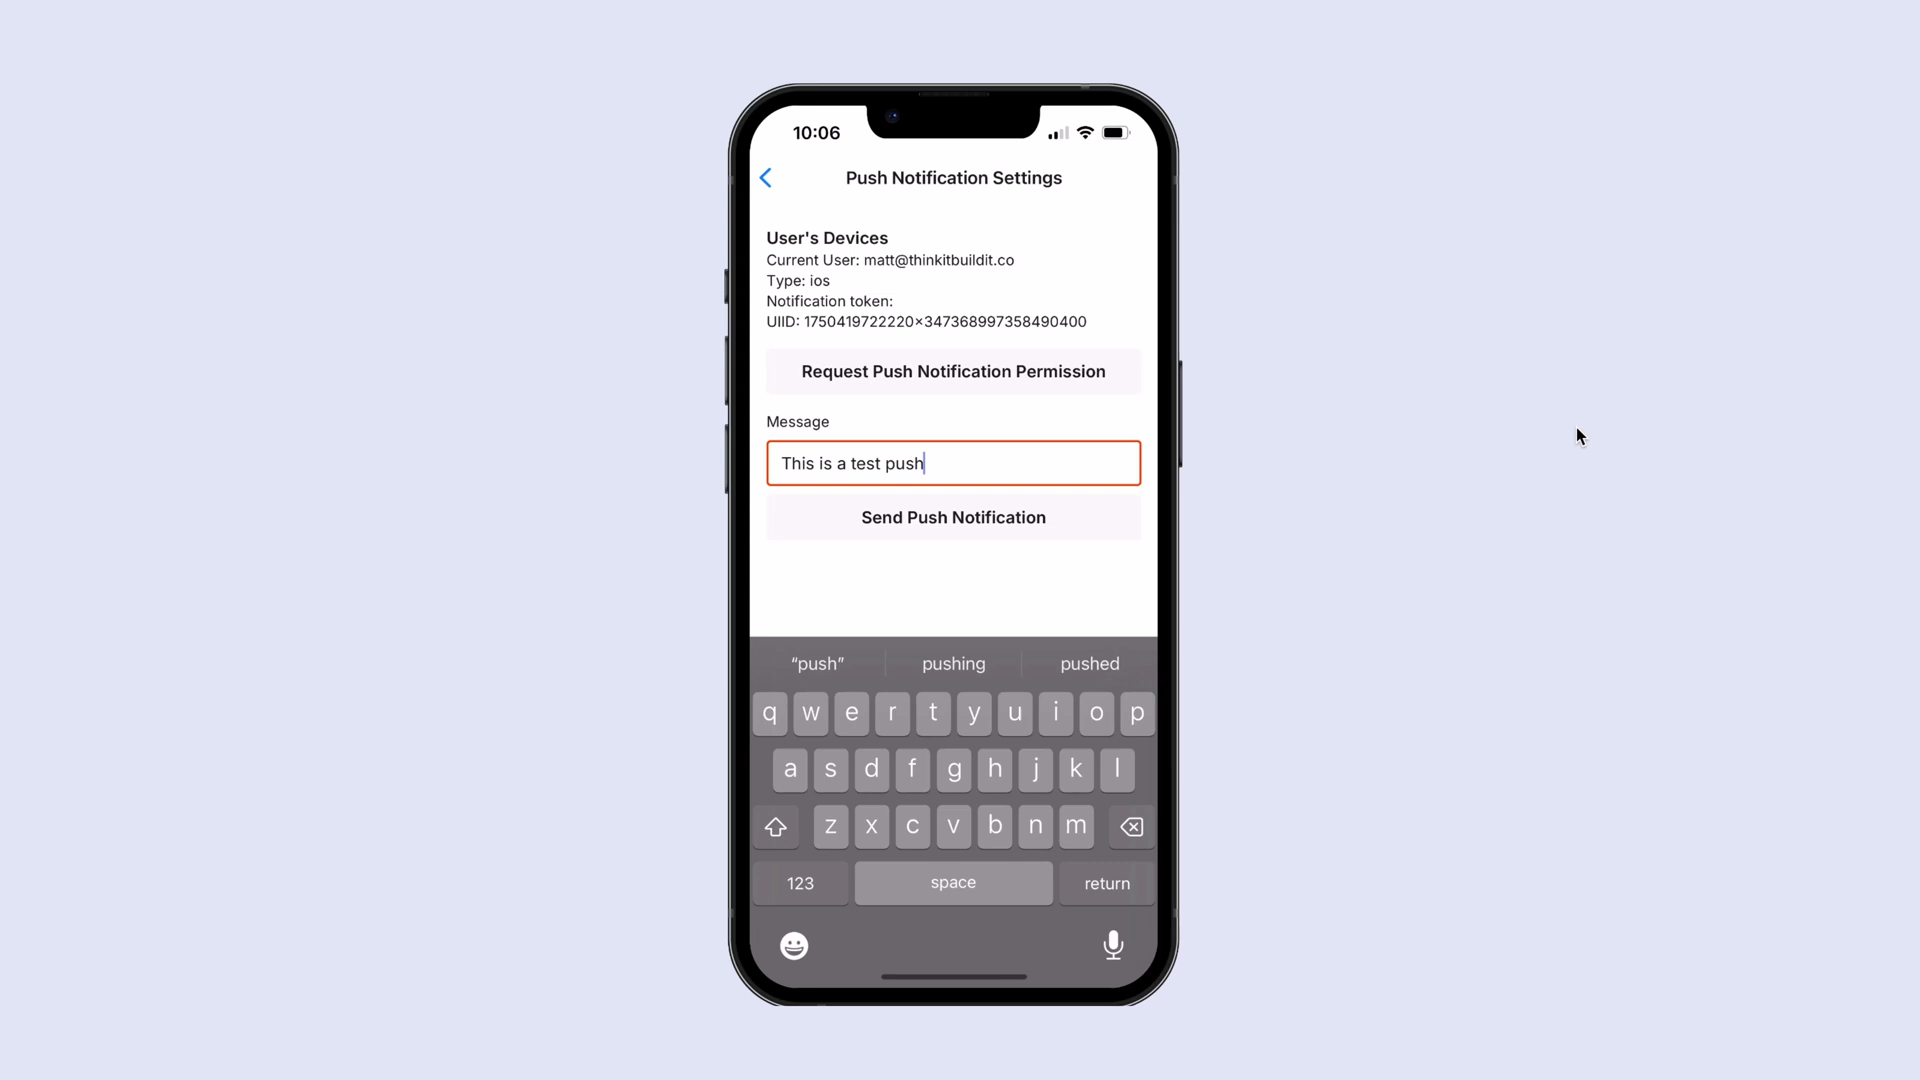 10:06
Push Notification Settings
User's Devices
Current User: matt@thinkitbuildit.co
Type: ios
Notification token:
UIID: 1750419722220×347368997358490400
Request Push Notification Permission
Message
This is a test push
Send Push Notification
“push” pushing pushed
q w e r t y u i o p
a s d f g h j k l
z x c v b n m
123 space return